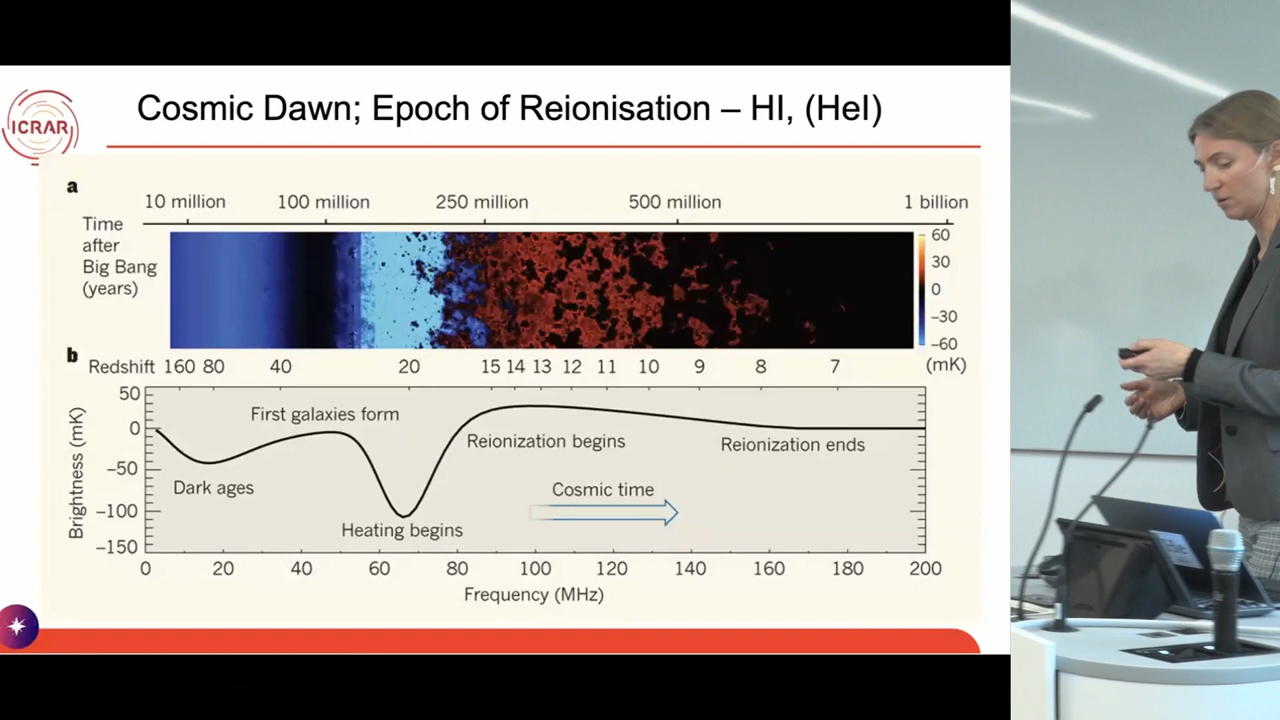 Cosmic Dawn; Epoch of Reionisation – HI, (HeI)
ICRAR
a
10 million 100 million 250 million 500 million 1 billion
Time
after
Big Bang
(years)
60
30
0
–30
–60
(mK)
b
Redshift 160 80 40 20 15 14 13 12 11 10 9 8 7
Brightness (mK)
50
0
–50
–100
–150
First galaxies form
Dark ages
Heating begins
Reionization begins
Reionization ends
Cosmic time
0 20 40 60 80 100 120 140 160 180 200
Frequency (MHz)